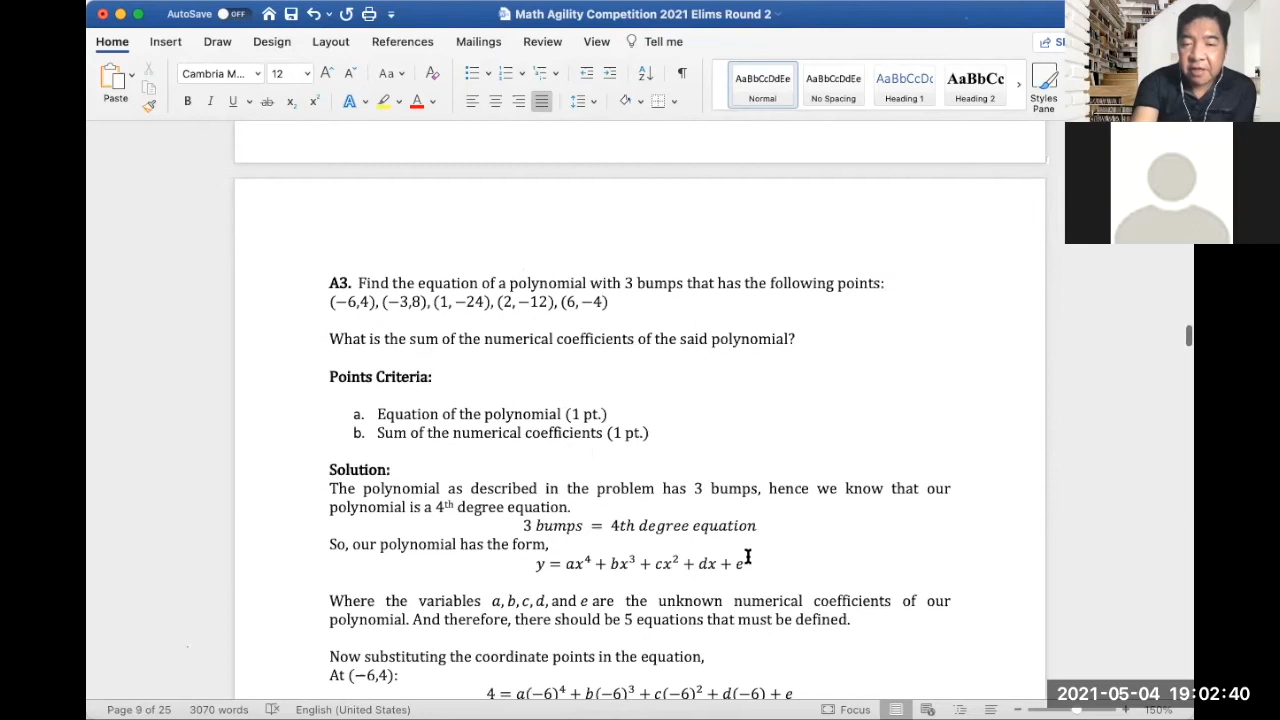 AutoSave OFF Math Agility Competition 2021 Elims Round 2
Home Insert Draw Design Layout References Mailings Review View Tell me
Paste Cambria M... 12 Aa AaBbCcDdEe AaBbCcDdEe AaBbCcDc AaBbCc Styles
B I U ab x₂ x² A A Normal No Spacing Heading 1 Heading 2 Pane
A3. Find the equation of a polynomial with 3 bumps that has the following points:
(−6,4), (−3,8), (1, −24), (2, −12), (6, −4)
What is the sum of the numerical coefficients of the said polynomial?
Points Criteria:
a. Equation of the polynomial (1 pt.)
b. Sum of the numerical coefficients (1 pt.)
Solution:
The polynomial as described in the problem has 3 bumps, hence we know that our
polynomial is a 4th degree equation.
3 bumps = 4th degree equation
So, our polynomial has the form,
y = ax⁴ + bx³ + cx² + dx + e
Where the variables a, b, c, d, and e are the unknown numerical coefficients of our
polynomial. And therefore, there should be 5 equations that must be defined.
Now substituting the coordinate points in the equation,
At (−6,4):
4 = a(−6)⁴ + b(−6)³ + c(−6)² + d(−6) + e
2021-05-04 19:02:40
Page 9 of 25 3070 words English (United States) Focus 150%